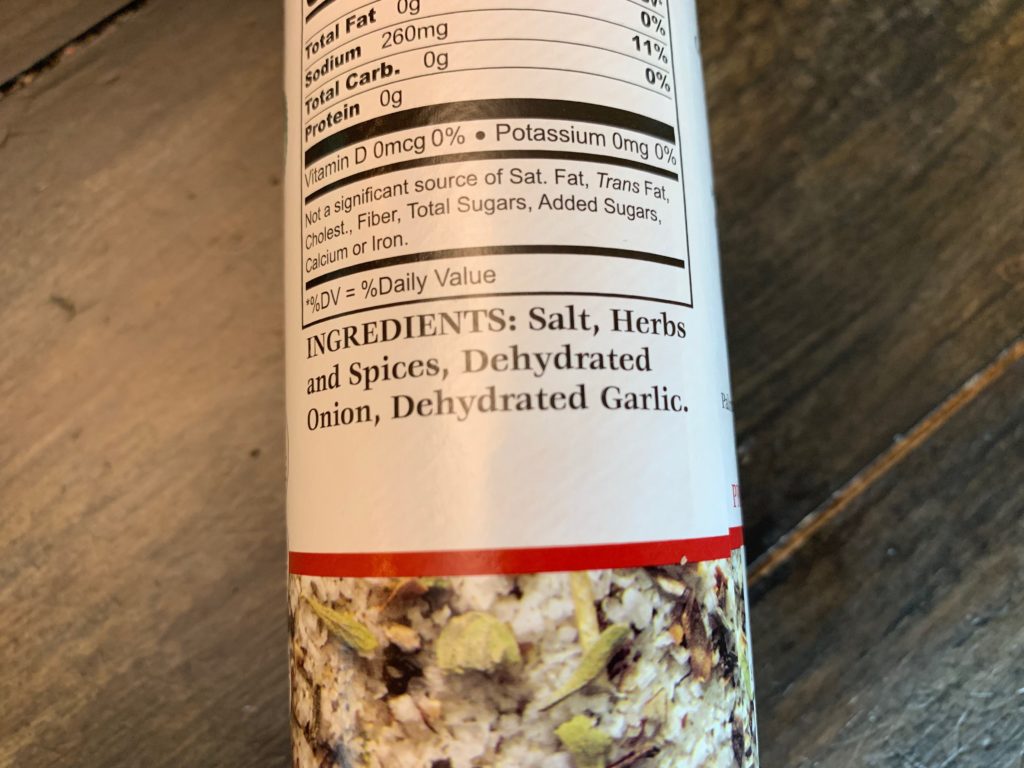 Total Fat 0g 0%
Sodium 260mg 11%
Total Carb. 0g 0%
Protein 0g
Vitamin D 0mcg 0% • Potassium 0mg 0%
Not a significant source of Sat. Fat, Trans Fat,
Cholest., Fiber, Total Sugars, Added Sugars,
Calcium or Iron.
*%DV = %Daily Value
INGREDIENTS: Salt, Herbs
and Spices, Dehydrated
Onion, Dehydrated Garlic.